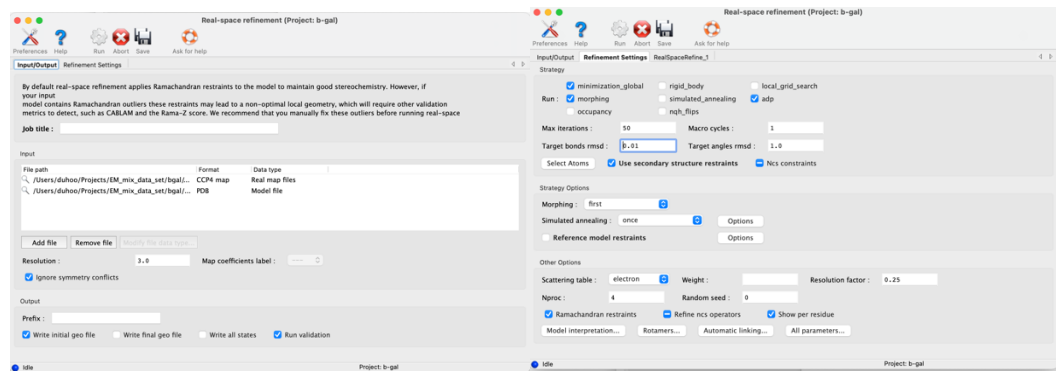 Real-space refinement (Project: b-gal)
Preferences Help Run Abort Save Ask for help
Input/Output Refinement Settings
By default real-space refinement applies Ramachandran restraints to the model to maintain good stereochemistry. However, if
your input
model contains Ramachandran outliers these restraints may lead to a non-optimal local geometry, which will require other validation
metrics to detect, such as CABLAM and the Rama-Z score. We recommend that you manually fix these outliers before running real-space
Job title :
Input
File path Format Data type
/Users/duhoo/Projects/EM_mix_data_set/bgal/... CCP4 map Real map files
/Users/duhoo/Projects/EM_mix_data_set/bgal/... PDB Model file
Add file Remove file Modify file data type...
Resolution : 3.0 Map coefficients label : ---
Ignore symmetry conflicts
Output
Prefix :
Write initial geo file Write final geo file Write all states Run validation
Idle Project: b-gal
Real-space refinement (Project: b-gal)
Preferences Help Run Abort Save Ask for help
Input/Output Refinement Settings RealSpaceRefine_1
Strategy
minimization_global rigid_body local_grid_search
Run : morphing simulated_annealing adp
occupancy nqh_flips
Max iterations : 50 Macro cycles : 1
Target bonds rmsd : 0.01 Target angles rmsd : 1.0
Select Atoms Use secondary structure restraints Ncs constraints
Strategy Options
Morphing : first
Simulated annealing : once Options
Reference model restraints Options
Other Options
Scattering table : electron Weight : Resolution factor : 0.25
Nproc : 4 Random seed : 0
Ramachandran restraints Refine ncs operators Show per residue
Model interpretation... Rotamers... Automatic linking... All parameters...
Idle Project: b-gal